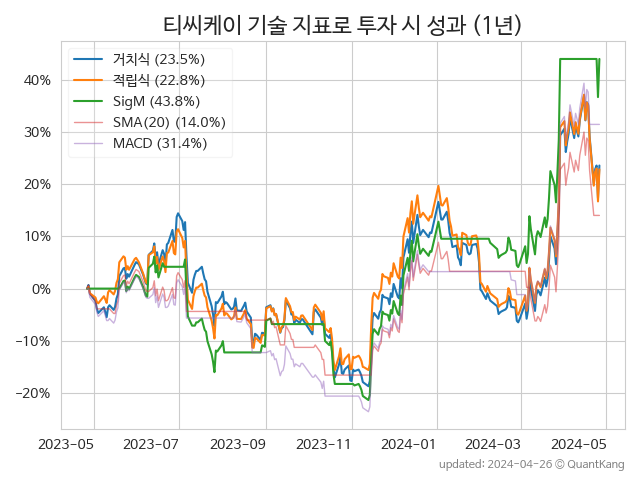 티씨케이 기술 지표로 투자 시 성과 (1년)
거치식 (23.5%)
적립식 (22.8%)
SigM (43.8%)
SMA(20) (14.0%)
MACD (31.4%)
40%
30%
20%
10%
0%
−10%
−20%
2023-05 2023-07 2023-09 2023-11 2024-01 2024-03 2024-05
updated: 2024-04-26 © QuantKang